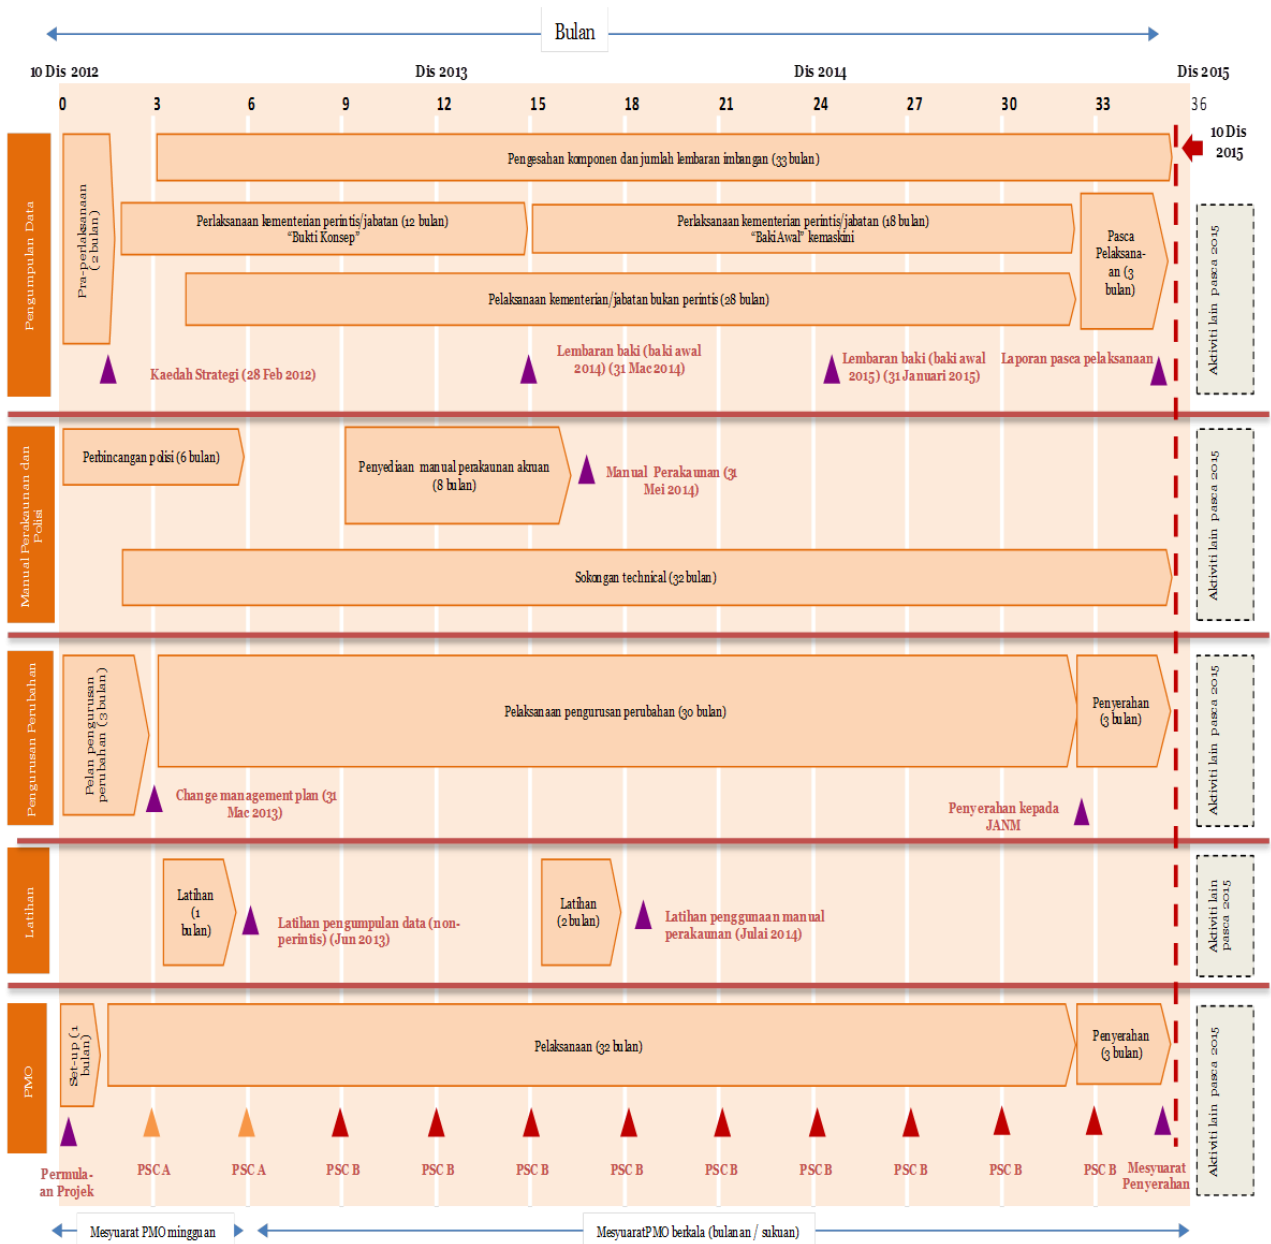 Bulan
10 Dis 2012
Dis 2013
Dis 2014
Dis 2015
0 3 6 9 12 15 18 21 24 27 30 33 36
10 Dis
2015
Pengumpulan Data
Pra-perlaksanaan
(2 bulan)
Pengesahan komponen dan jumlah lembaran imbangan (33 bulan)
Perlaksanaan kementerian perintis/jabatan (12 bulan)
“Bukti Konsep”
Perlaksanaan kementerian perintis/jabatan (18 bulan)
“Baki Awal” kemaskini
Pasca
Pelaksana-
an (3
bulan)
Pelaksanaan kementerian/jabatan bukan perintis (28 bulan)
Kaedah Strategi (28 Feb 2012)
Lembaran baki (baki awal
2014) (31 Mac 2014)
Lembaran baki (baki awal
2015) (31 Januari 2015)
Laporan pasca pelaksanaan
Aktiviti lain pasca 2015
Manual Perakaunan dan
Polisi
Perbincangan polisi (6 bulan)
Penyediaan manual perakaunan akruan
(8 bulan)
Manual Perakaunan (31
Mei 2014)
Sokongan technical (32 bulan)
Aktiviti lain pasca 2015
Pengurusan Perubahan
Pelan pengurusan
perubahan (3 bulan)
Pelaksanaan pengurusan perubahan (30 bulan)
Penyerahan
(3 bulan)
Change management plan (31
Mac 2013)
Penyerahan kepada
JANM
Aktiviti lain pasca 2015
Latihan
Latihan
(1
bulan)
Latihan pengumpulan data (non-
perintis) (Jun 2013)
Latihan
(2 bulan)
Latihan penggunaan manual
perakaunan (Julai 2014)
Aktiviti lain
pasca 2015
PMO
Set-up (1
bulan)
Pelaksanaan (32 bulan)
Penyerahan
(3 bulan)
Permula-
an Projek
PSC A
PSC A
PSC B
PSC B
PSC B
PSC B
PSC B
PSC B
PSC B
PSC B
PSC B
Mesyuarat
Penyerahan
Aktiviti lain pasca 2015
Mesyuarat PMO mingguan
MesyuaratPMO berkala (bulanan / sukuan)